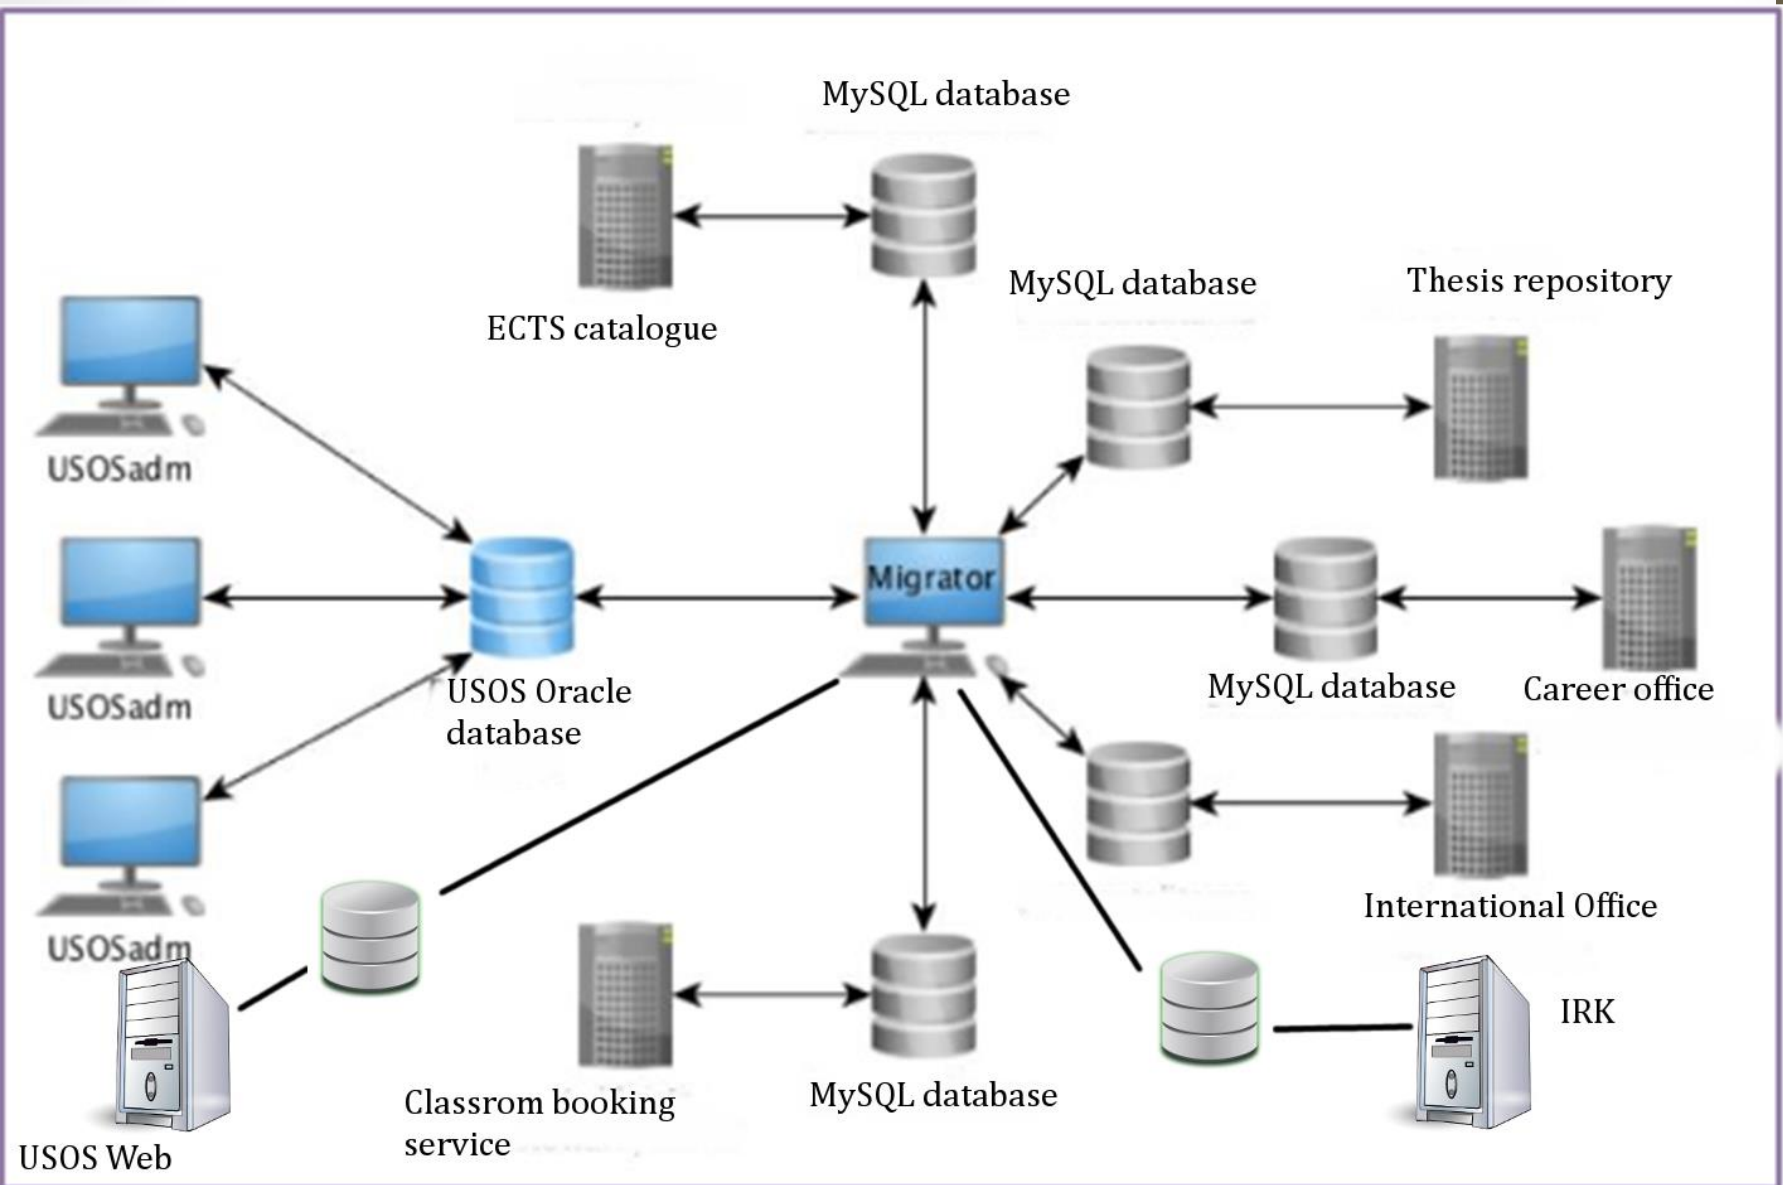 MySQL database
ECTS catalogue
MySQL database
Thesis repository
USOSadm
Migrator
USOSadm
USOS Oracle
database
MySQL database
Career office
International Office
USOSadm
IRK
Classrom booking
service
MySQL database
USOS Web